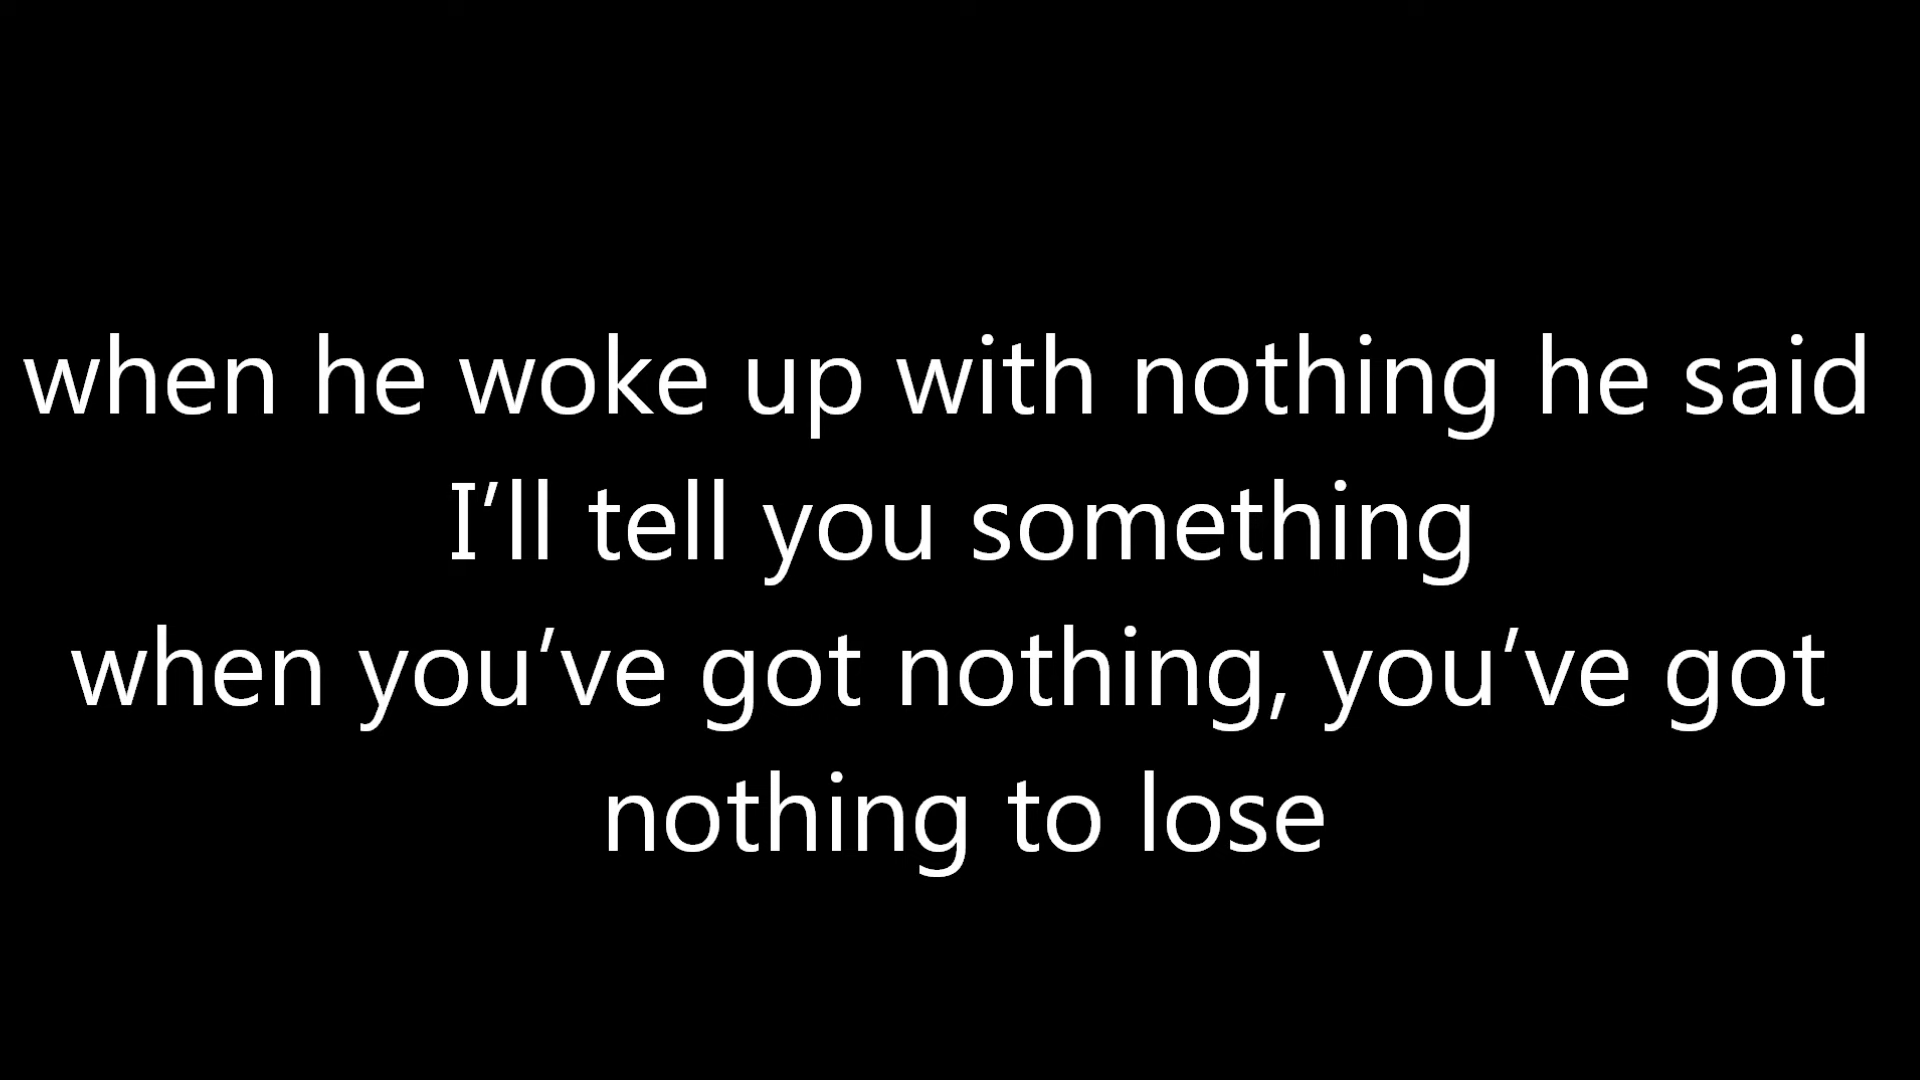 when he woke up with nothing he said
I’ll tell you something
when you’ve got nothing, you’ve got
nothing to lose